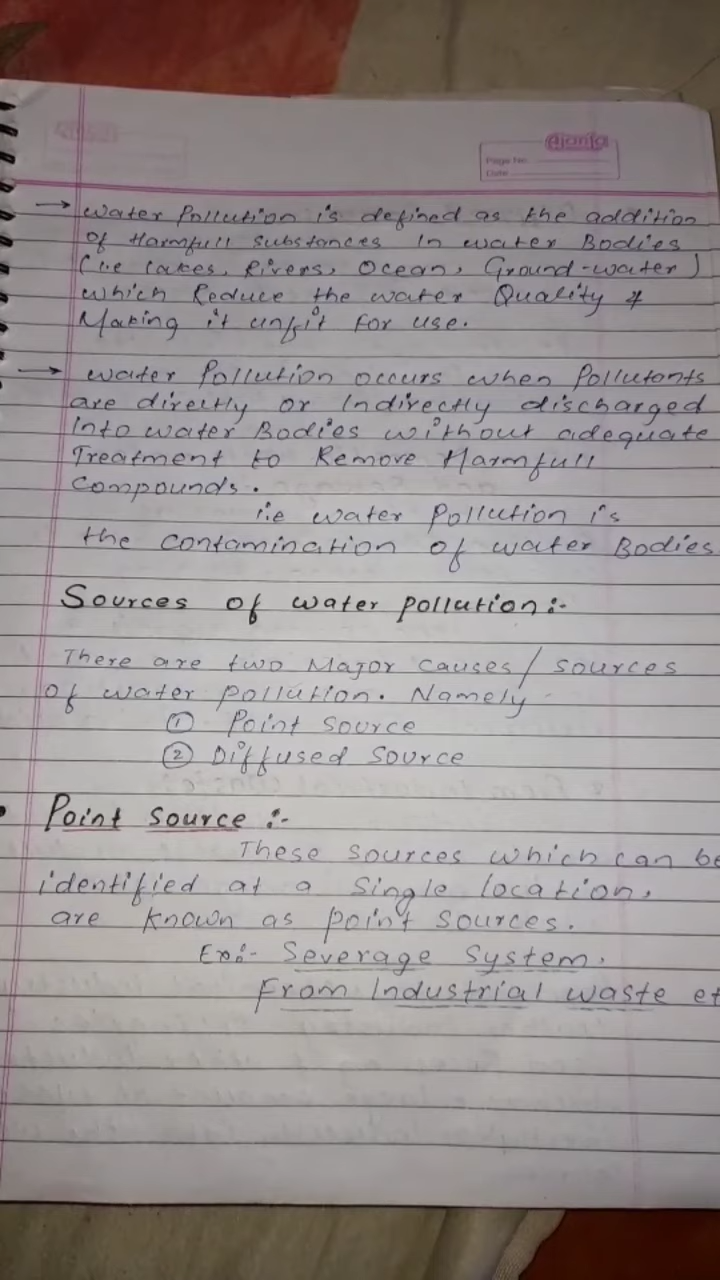 Ajanta
Page No.
Date
→ Water Pollution is defined as the addition
of Harmfull substances In water Bodies
(i.e Lakes, Rivers, Ocean, Ground-water)
which Reduce the water Quality &
Making it unfit for use.
→ Water Pollution occurs when Pollutants
are directly or Indirectly discharged
Into water Bodies without adequate
Treatment to Remove Harmfull
Compounds.
i.e water Pollution is
the contamination of water Bodies
Sources of water pollution:-
There are two Major causes/sources
of water pollution. Namely
① Point Source
② Diffused Source
Point Source :-
These sources which can be
identified at a single location,
are known as point sources.
Ex:- Severage System.
From Industrial waste et